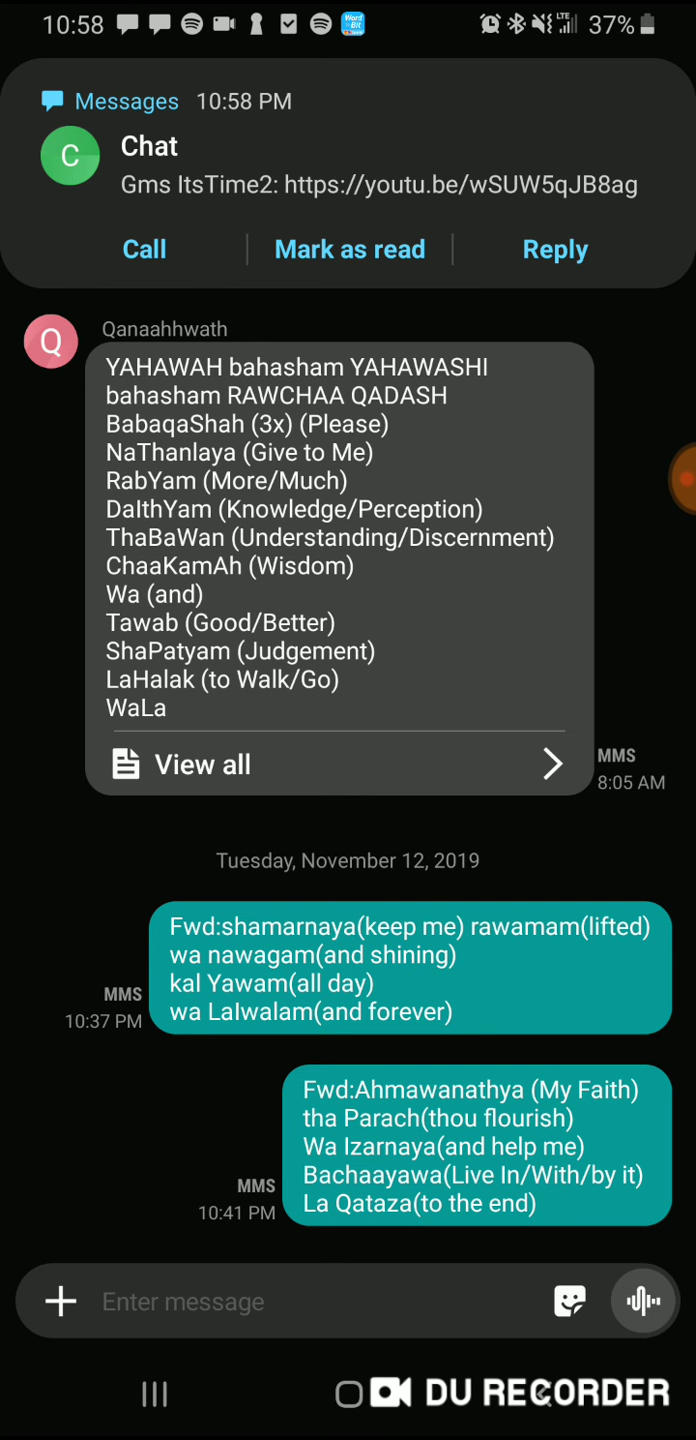 10:58
Word Bit
LTE
37%
Messages 10:58 PM
C
Chat
Gms ItsTime2: https://youtu.be/wSUW5qJB8ag
Call Mark as read Reply
Q
Qanaahhwath
YAHAWAH bahasham YAHAWASHI
bahasham RAWCHAA QADASH
BabaqaShah (3x) (Please)
NaThanlaya (Give to Me)
RabYam (More/Much)
DalthYam (Knowledge/Perception)
ThaBaWan (Understanding/Discernment)
ChaaKamAh (Wisdom)
Wa (and)
Tawab (Good/Better)
ShaPatyam (Judgement)
LaHalak (to Walk/Go)
WaLa
View all
MMS
8:05 AM
Tuesday, November 12, 2019
Fwd:shamarnaya(keep me) rawamam(lifted)
wa nawagam(and shining)
kal Yawam(all day)
wa Lalwalam(and forever)
MMS
10:37 PM
Fwd:Ahmawanathya (My Faith)
tha Parach(thou flourish)
Wa Izarnaya(and help me)
Bachaayawa(Live In/With/by it)
La Qataza(to the end)
MMS
10:41 PM
Enter message
DU RECORDER